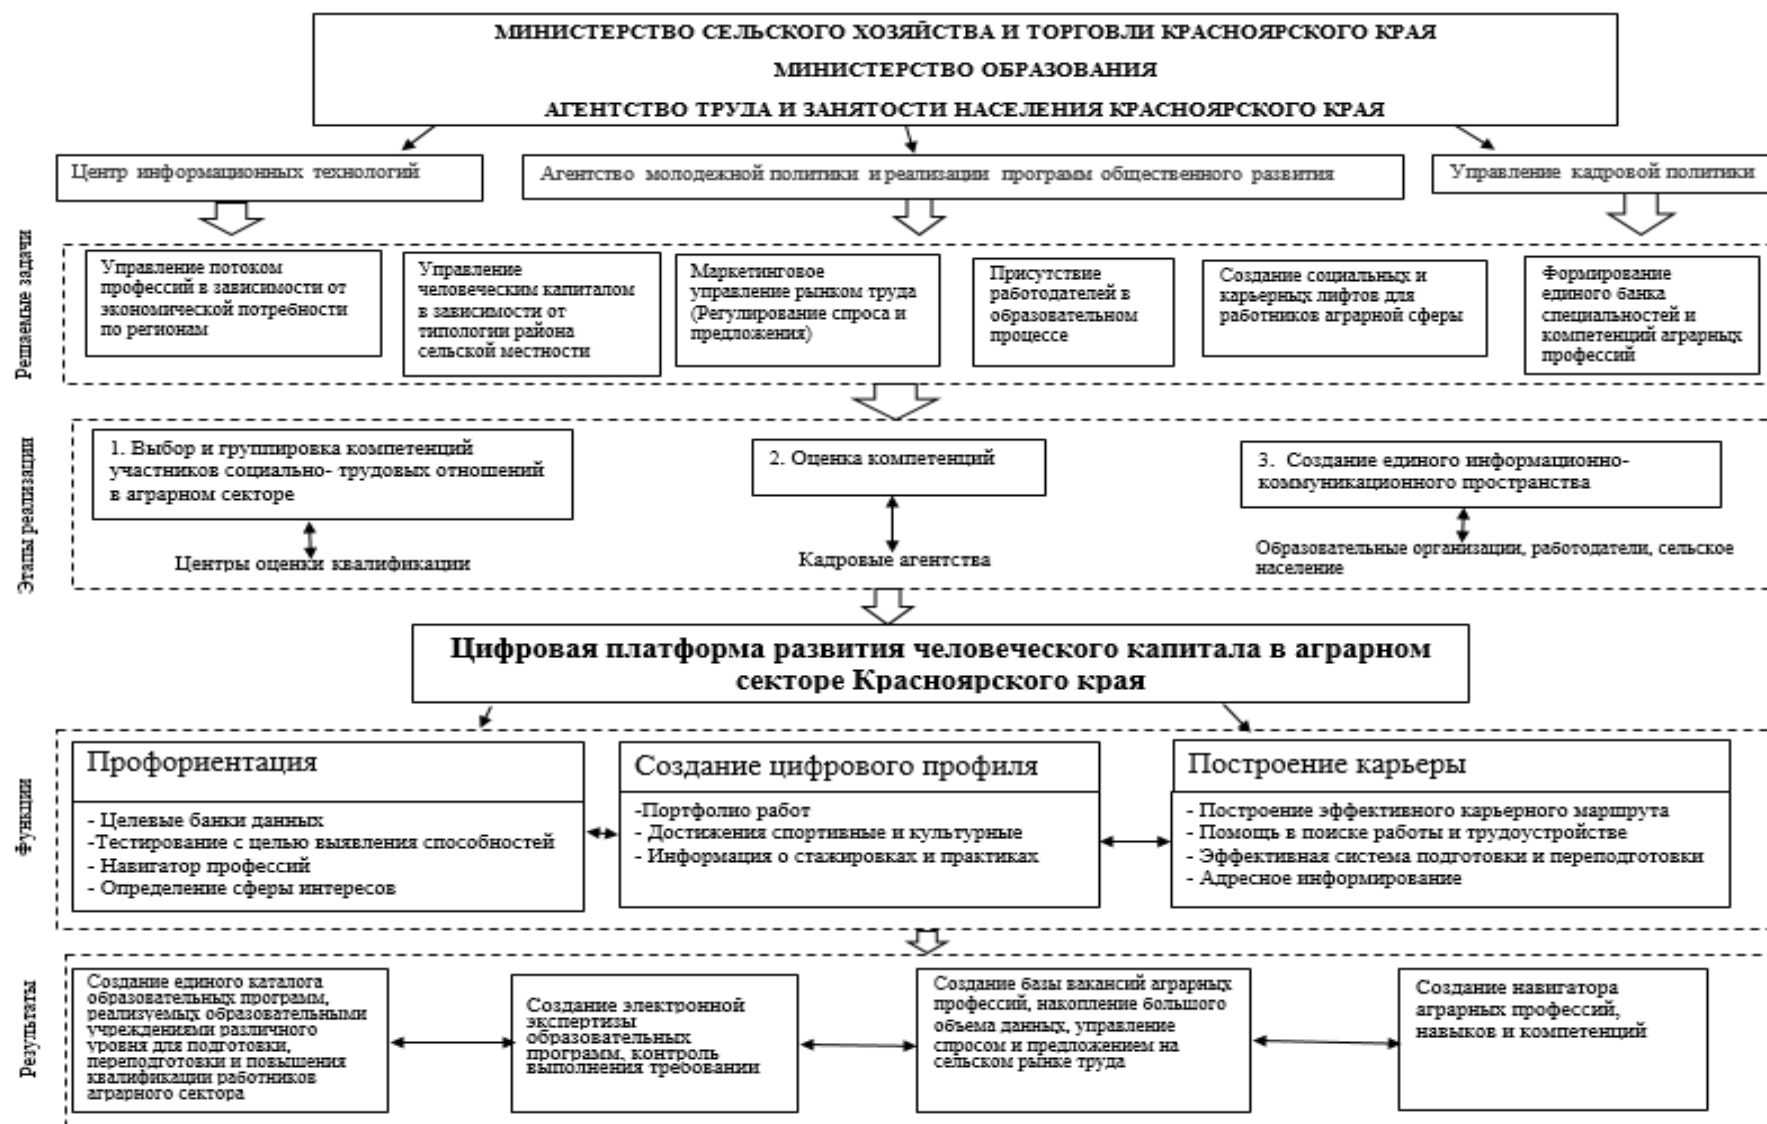 МИНИСТЕРСТВО СЕЛЬСКОГО ХОЗЯЙСТВА И ТОРГОВЛИ КРАСНОЯРСКОГО КРАЯ
МИНИСТЕРСТВО ОБРАЗОВАНИЯ
АГЕНТСТВО ТРУДА И ЗАНЯТОСТИ НАСЕЛЕНИЯ КРАСНОЯРСКОГО КРАЯ
Центр информационных технологий
Агентство молодежной политики и реализации программ общественного развития
Управление кадровой политики
Решаемые задачи
Управление потоком
профессий в зависимости от
экономической потребности
по регионам
Управление
человеческим капиталом
в зависимости от
типологии района
сельской местности
Маркетинговое
управление рынком труда
(Регулирование спроса и
предложения)
Присутствие
работодателей в
образовательном
процессе
Создание социальных и
карьерных лифтов для
работников аграрной сферы
Формирование
единого банка
специальностей и
компетенций аграрных
профессий
Этапы реализации
1. Выбор и группировка компетенций
участников социально- трудовых отношений
в аграрном секторе
Центры оценки квалификации
2. Оценка компетенций
Кадровые агентства
3. Создание единого информационно-
коммуникационного пространства
Образовательные организации, работодатели, сельское
население
Цифровая платформа развития человеческого капитала в аграрном
секторе Красноярского края
Функции
Профориентация
- Целевые банки данных
-Тестирование с целью выявления способностей
- Навигатор профессий
- Определение сферы интересов
Создание цифрового профиля
-Портфолио работ
- Достижения спортивные и культурные
- Информация о стажировках и практиках
Построение карьеры
- Построение эффективного карьерного маршрута
- Помощь в поиске работы и трудоустройстве
- Эффективная система подготовки и переподготовки
- Адресное информирование
Результаты
Создание единого каталога
образовательных программ,
реализуемых образовательными
учреждениями различного
уровня для подготовки,
переподготовки и повышения
квалификации работников
аграрного сектора
Создание электронной
экспертизы
образовательных
программ, контроль
выполнения требовании
Создание базы вакансий аграрных
профессий, накопление большого
объема данных, управление
спросом и предложением на
сельском рынке труда
Создание навигатора
аграрных профессий,
навыков и компетенций